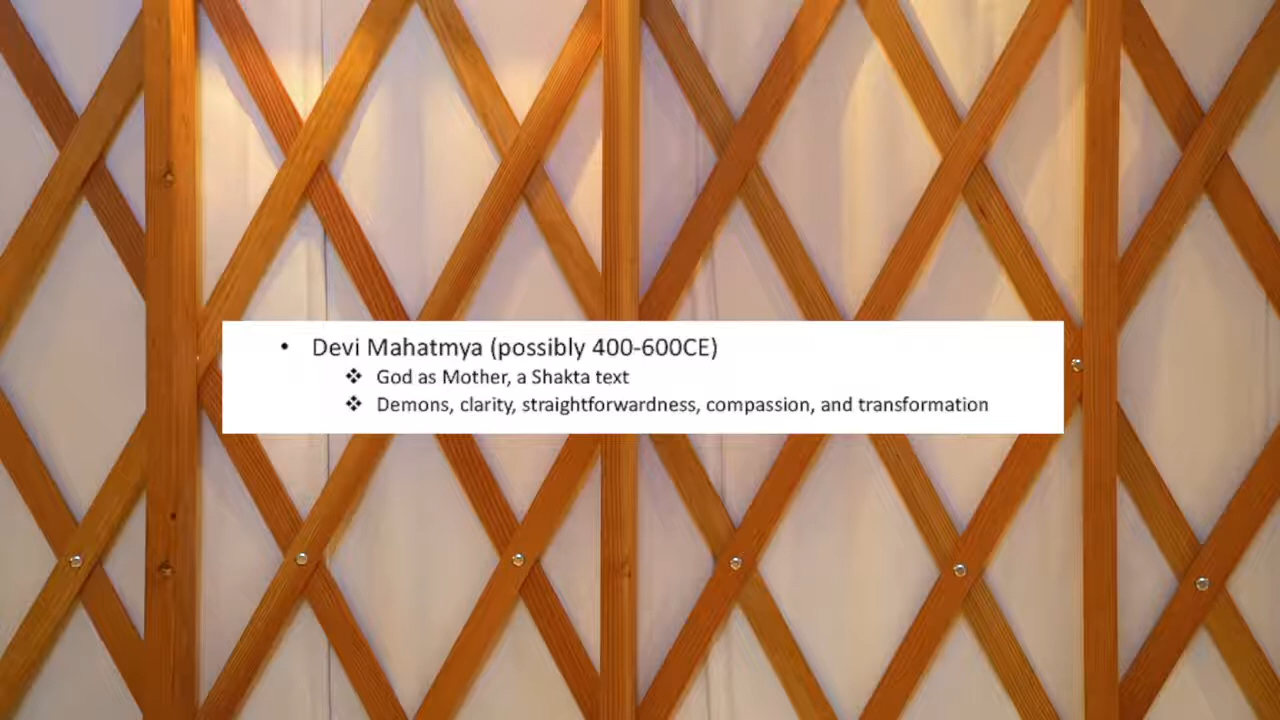 • Devi Mahatmya (possibly 400-600CE)
❖ God as Mother, a Shakta text
❖ Demons, clarity, straightforwardness, compassion, and transformation